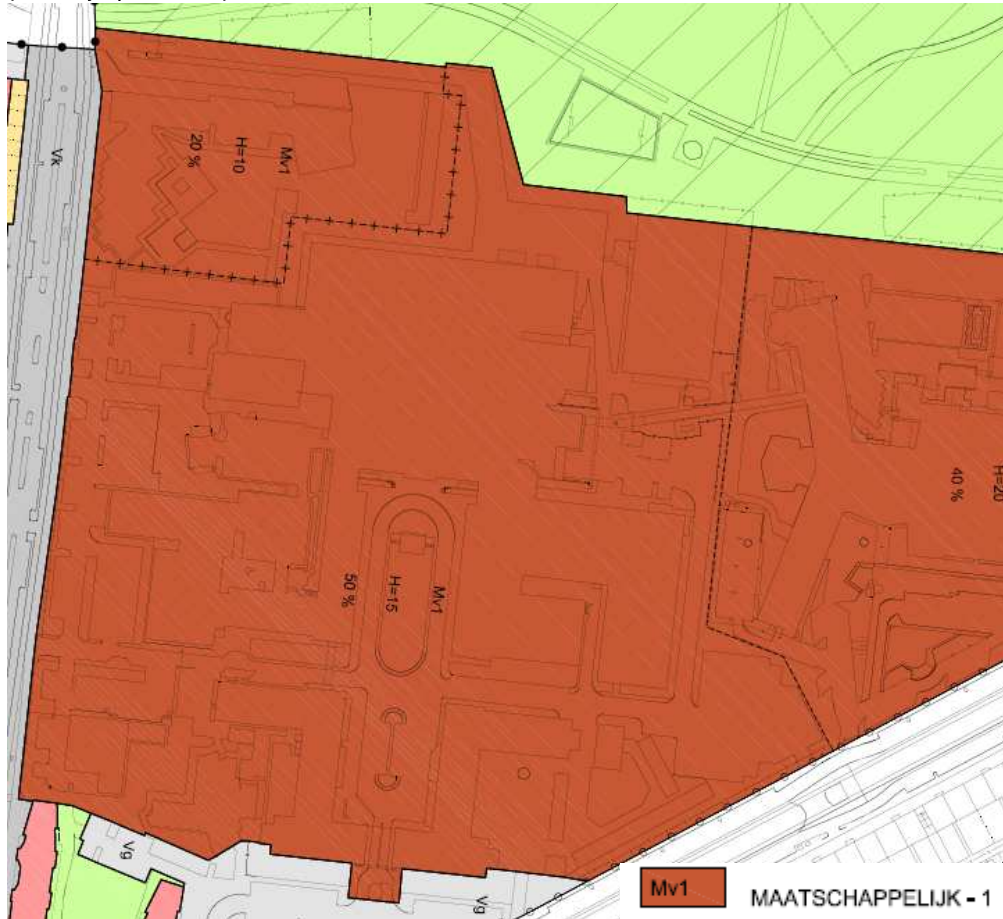 Vk
Mv1
H=10
20 %
H=20
40 %
Mv1
H=15
50 %
Vg
Vg
Mv1 MAATSCHAPPELIJK - 1